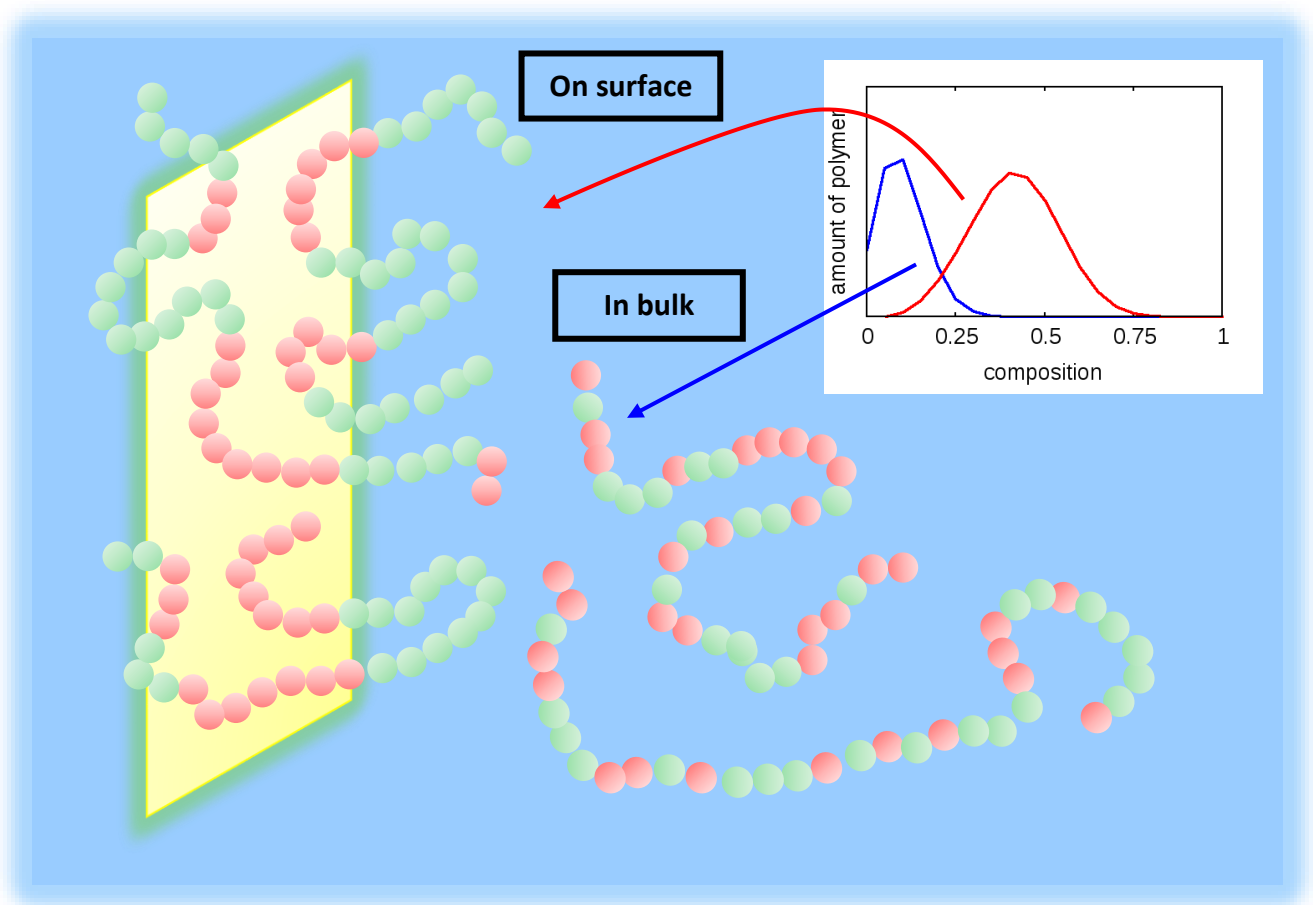 On surface
In bulk
amount of polymer
0 0.25 0.5 0.75 1
composition